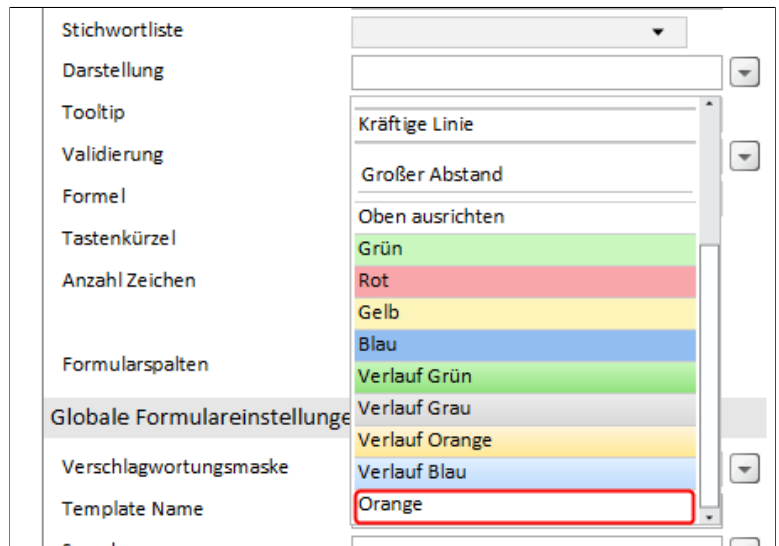 Stichwortliste
Darstellung
Tooltip
Kräftige Linie
Validierung
Großer Abstand
Formel
Oben ausrichten
Tastenkürzel
Grün
Anzahl Zeichen
Rot
Gelb
Blau
Formularspalten
Verlauf Grün
Globale Formulareinstellunge
Verlauf Grau
Verlauf Orange
Verschlagwortungsmaske
Verlauf Blau
Template Name
Orange